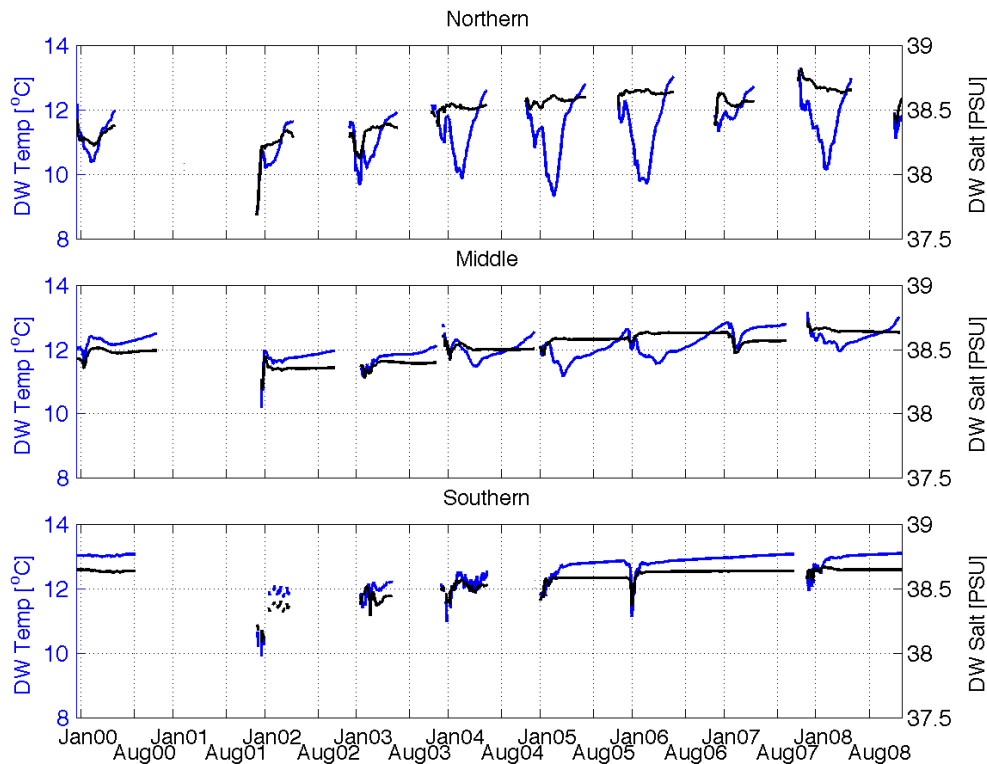 Northern
14
12
10
8
DW Temp [°C]
39
38.5
38
37.5
DW Salt [PSU]
Middle
14
12
10
8
DW Temp [°C]
39
38.5
38
37.5
DW Salt [PSU]
Southern
14
12
10
8
DW Temp [°C]
39
38.5
38
37.5
DW Salt [PSU]
Jan00 Jan01 Jan02 Jan03 Jan04 Jan05 Jan06 Jan07 Jan08
Aug00 Aug01 Aug02 Aug03 Aug04 Aug05 Aug06 Aug07 Aug08